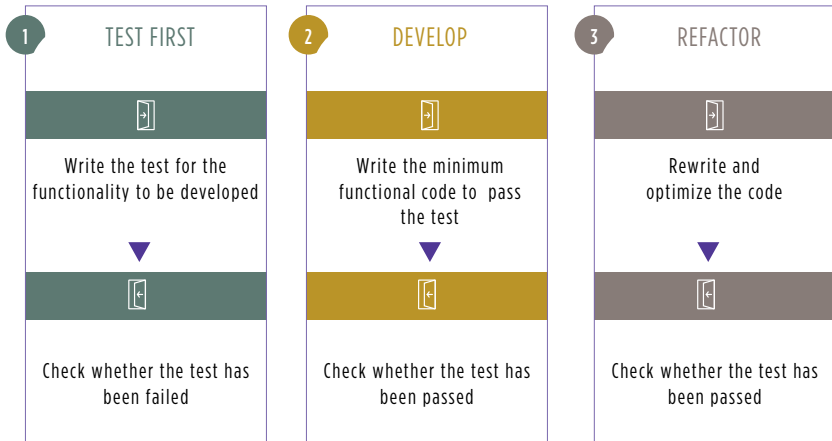 1
TEST FIRST
Write the test for the
functionality to be developed
Check whether the test has
been failed
2
DEVELOP
Write the minimum
functional code to pass
the test
Check whether the test has
been passed
3
REFACTOR
Rewrite and
optimize the code
Check whether the test has
been passed